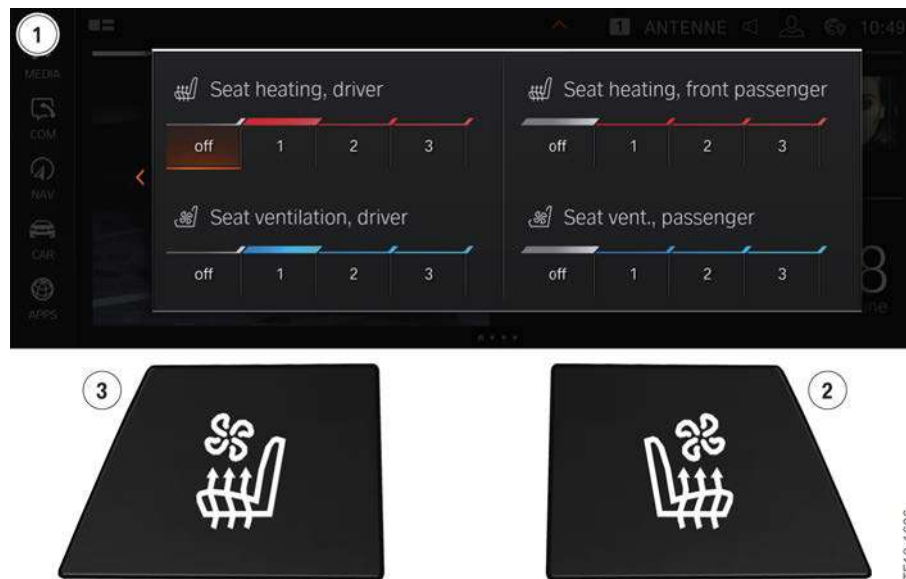 1
1 ANTENNE 10:49
MEDIA
COM
NAV
CAR
APPS
Seat heating, driver
off 1 2 3
Seat heating, front passenger
off 1 2 3
Seat ventilation, driver
off 1 2 3
Seat vent., passenger
off 1 2 3
8
3
2